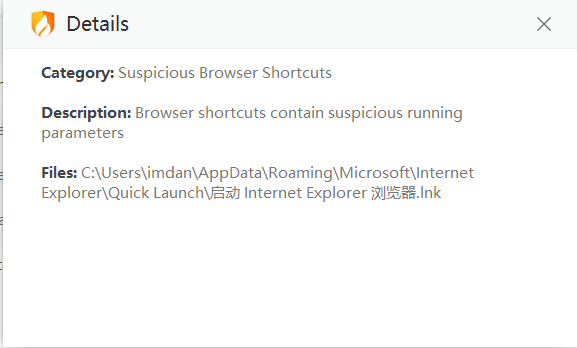 Details
Category: Suspicious Browser Shortcuts
Description: Browser shortcuts contain suspicious running
parameters
Files: C:\Users\imdan\AppData\Roaming\Microsoft\Internet
Explorer\Quick Launch\启动 Internet Explorer 浏览器.lnk